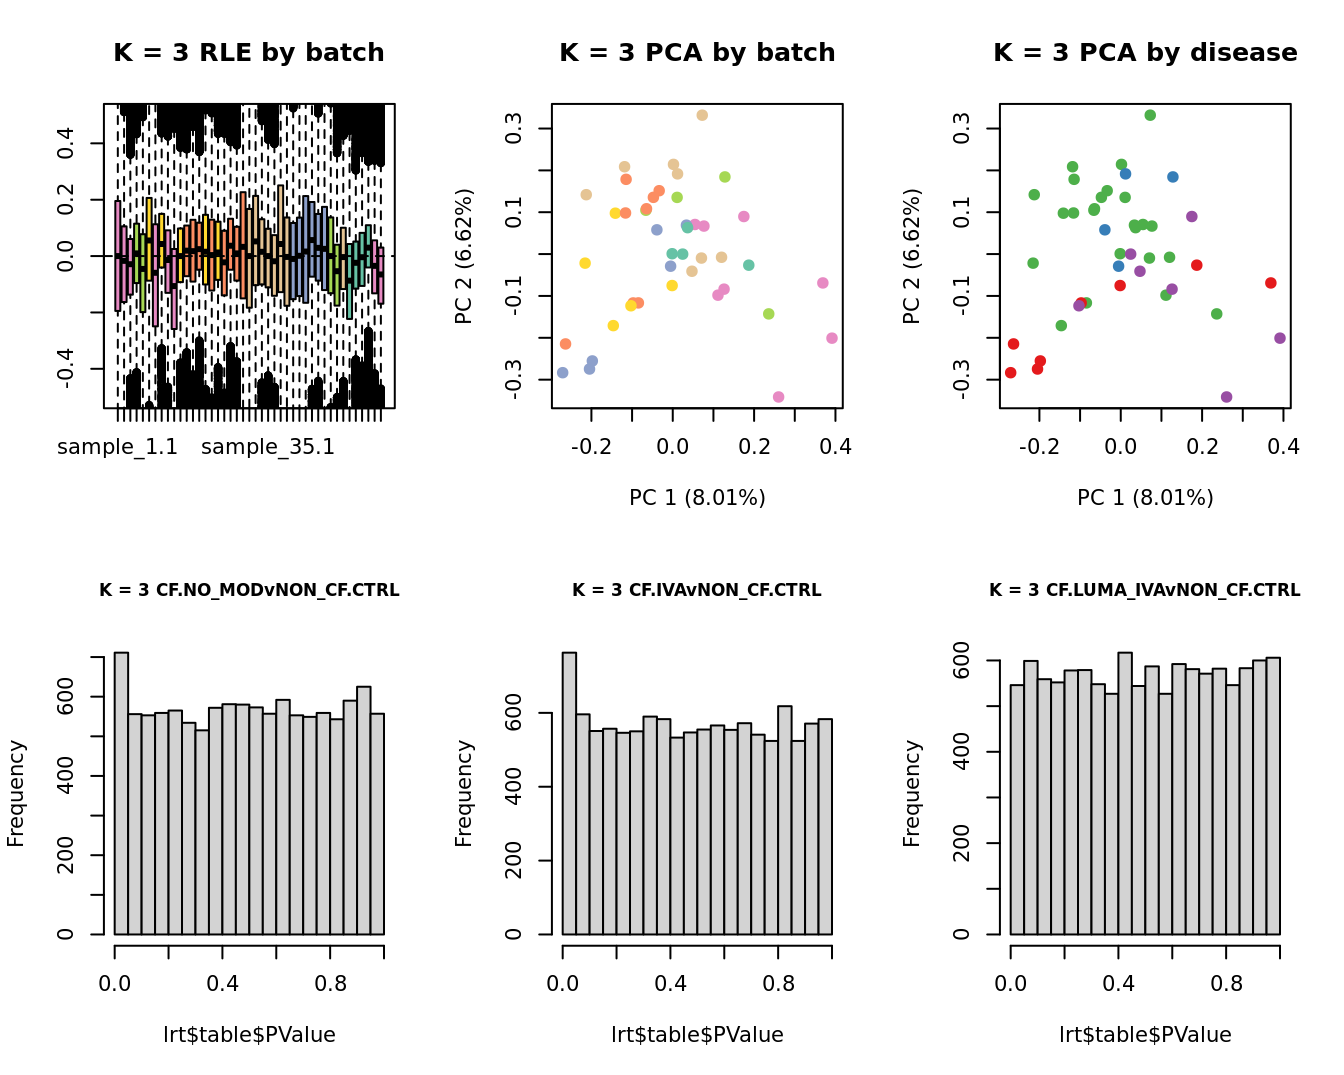 K = 3 RLE by batch
0.4
0.2
0.0
-0.4
sample_1.1 sample_35.1
K = 3 PCA by batch
PC 2 (6.62%)
0.3
0.1
-0.1
-0.3
-0.2 0.0 0.2 0.4
PC 1 (8.01%)
K = 3 PCA by disease
PC 2 (6.62%)
0.3
0.1
-0.1
-0.3
-0.2 0.0 0.2 0.4
PC 1 (8.01%)
K = 3 CF.NO_MODvNON_CF.CTRL
Frequency
600
400
200
0
0.0 0.4 0.8
lrt$table$PValue
K = 3 CF.IVAvNON_CF.CTRL
Frequency
600
400
200
0
0.0 0.4 0.8
lrt$table$PValue
K = 3 CF.LUMA_IVAvNON_CF.CTRL
Frequency
600
400
200
0
0.0 0.4 0.8
lrt$table$PValue